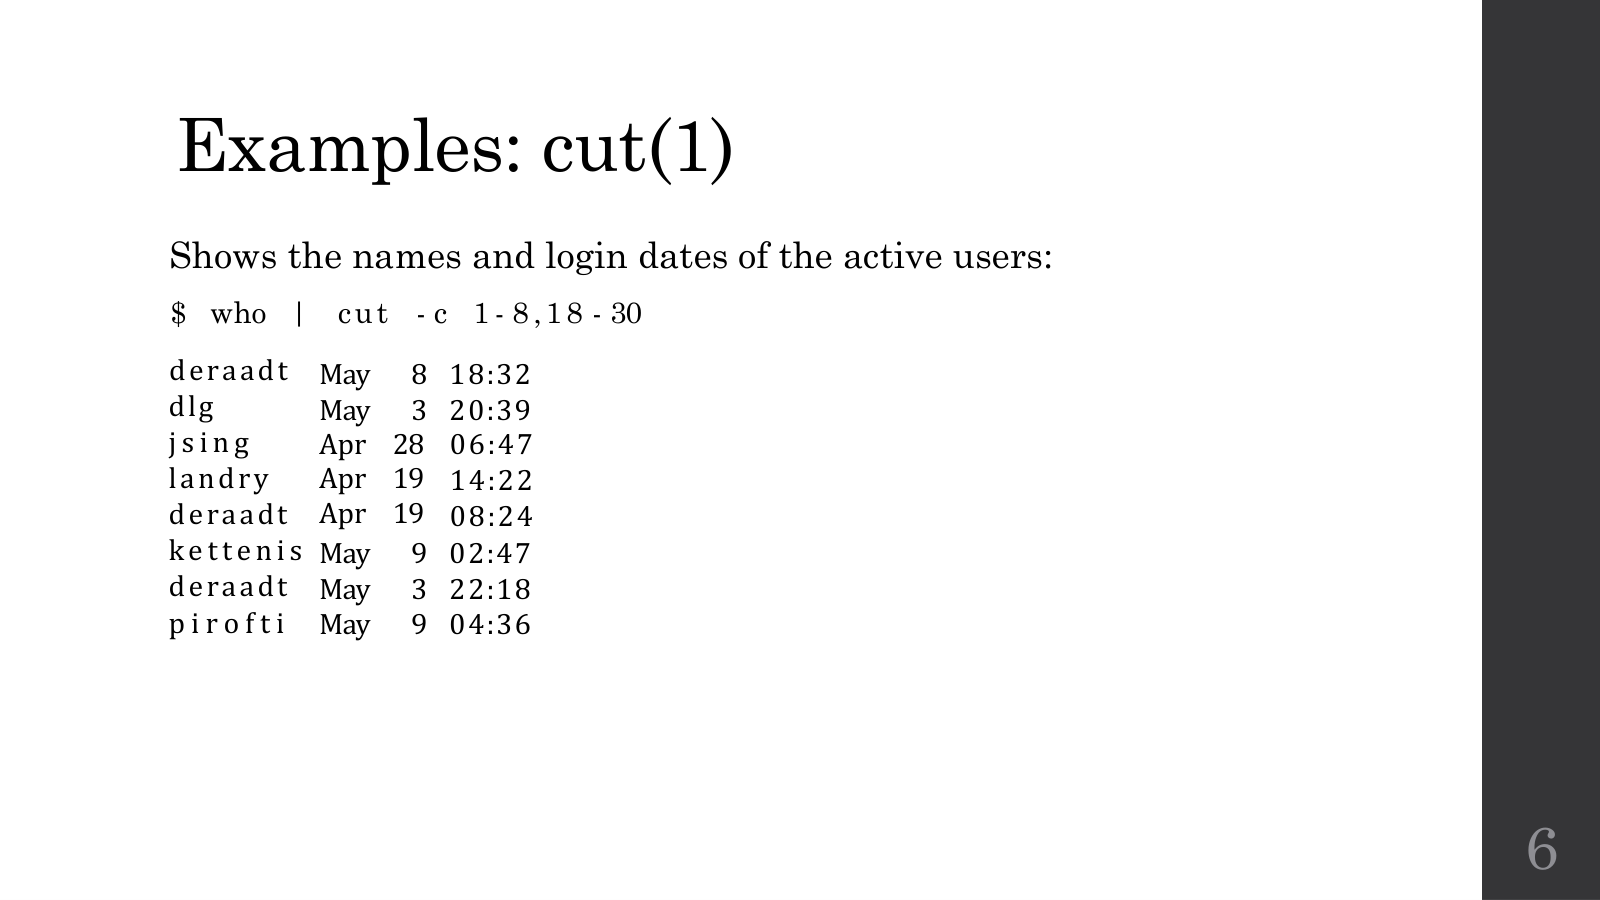 Examples: cut(1)
Shows the names and login dates of the active users:
$ who | cut -c 1-8,18-30
deraadt May 8 18:32
dlg May 3 20:39
jsing Apr 28 06:47
landry Apr 19 14:22
deraadt Apr 19 08:24
kettenis May 9 02:47
deraadt May 3 22:18
pirofti May 9 04:36
6